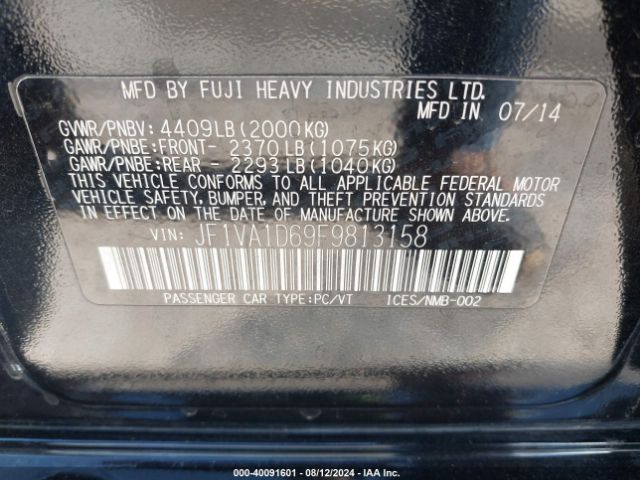 MFD BY FUJI HEAVY INDUSTRIES LTD.
MFD IN 07/14
GVWR/PNBV: 4409LB(2000KG)
GAWR/PNBE:FRONT- 2370LB(1075KG)
GAWR/PNBE:REAR - 2293LB(1040KG)
THIS VEHICLE CONFORMS TO ALL APPLICABLE FEDERAL MOTOR
VEHICLE SAFETY, BUMPER, AND THEFT PREVENTION STANDARDS
IN EFFECT ON THE DATE OF MANUFACTURE SHOWN ABOVE.
VIN: JF1VA1D69F9813158
PASSENGER CAR TYPE:PC/VT ICES/NMB-002
000-40091601 - 08/12/2024 - IAA Inc.